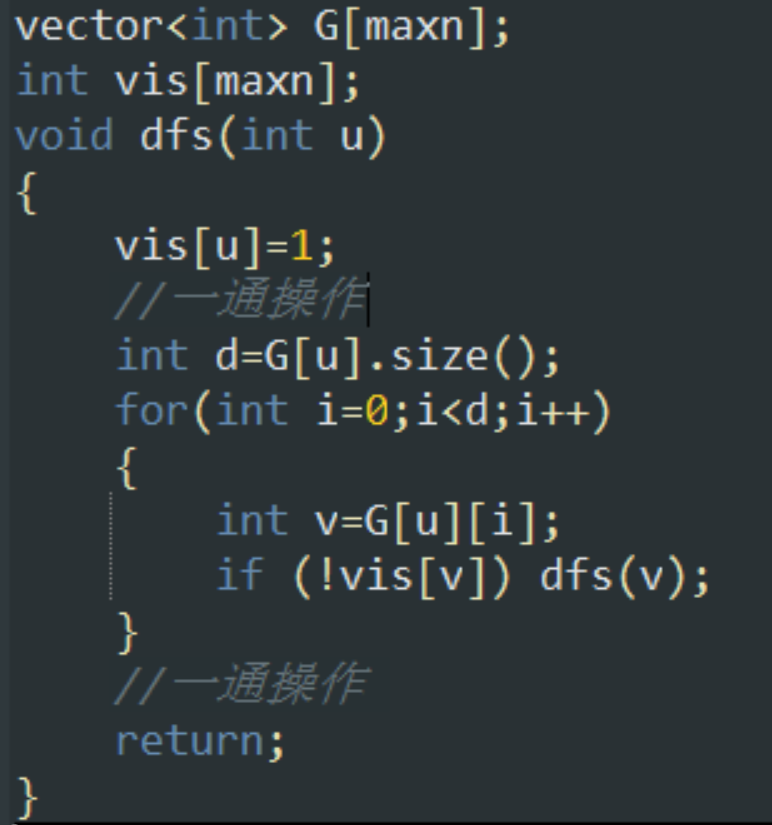 vector<int> G[maxn];
int vis[maxn];
void dfs(int u)
{
    vis[u]=1;
    //一通操作
    int d=G[u].size();
    for(int i=0;i<d;i++)
    {
        int v=G[u][i];
        if (!vis[v]) dfs(v);
    }
    //一通操作
    return;
}